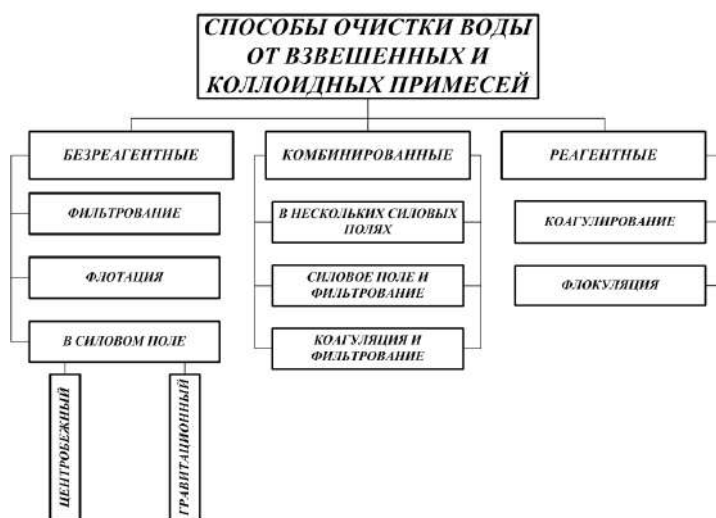 СПОСОБЫ ОЧИСТКИ ВОДЫ
ОТ ВЗВЕШЕННЫХ И
КОЛЛОИДНЫХ ПРИМЕСЕЙ
БЕЗРЕАГЕНТНЫЕ
КОМБИНИРОВАННЫЕ
РЕАГЕНТНЫЕ
ФИЛЬТРОВАНИЕ
В НЕСКОЛЬКИХ СИЛОВЫХ
ПОЛЯХ
КОАГУЛИРОВАНИЕ
ФЛОТАЦИЯ
СИЛОВОЕ ПОЛЕ И
ФИЛЬТРОВАНИЕ
ФЛОКУЛЯЦИЯ
В СИЛОВОМ ПОЛЕ
КОАГУЛЯЦИЯ И
ФИЛЬТРОВАНИЕ
ЦЕНТРОБЕЖНЫЙ
ГРАВИТАЦИОННЫЙ